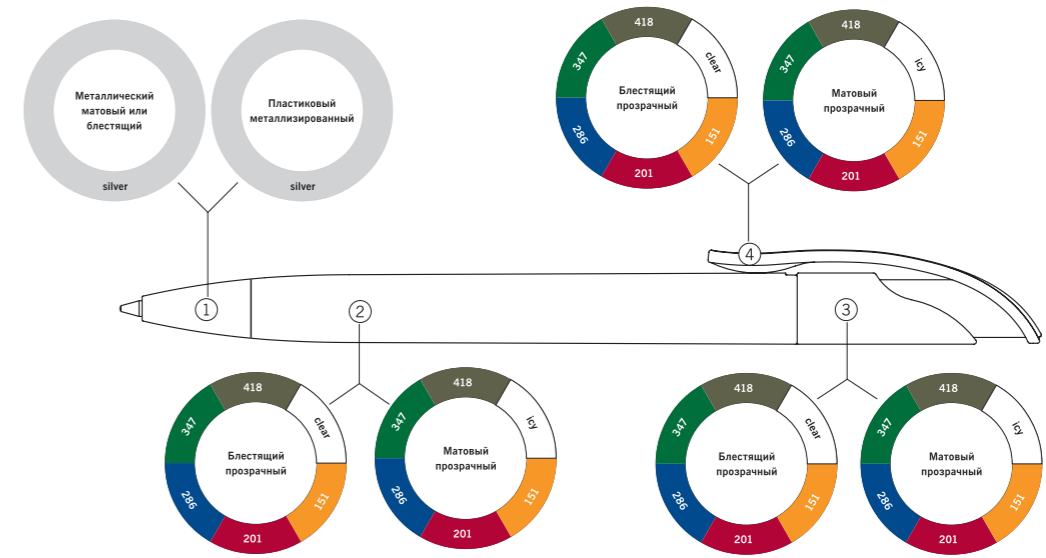 Металлический
матовый или
блестящий
silver
Пластиковый
металлизированный
silver
418
clear
151
201
286
347
Блестящий
прозрачный
418
icy
151
201
286
347
Матовый
прозрачный
1
2
3
4
418
clear
151
201
286
347
Блестящий
прозрачный
418
icy
151
201
286
347
Матовый
прозрачный
418
clear
151
201
286
347
Блестящий
прозрачный
418
icy
151
201
286
347
Матовый
прозрачный